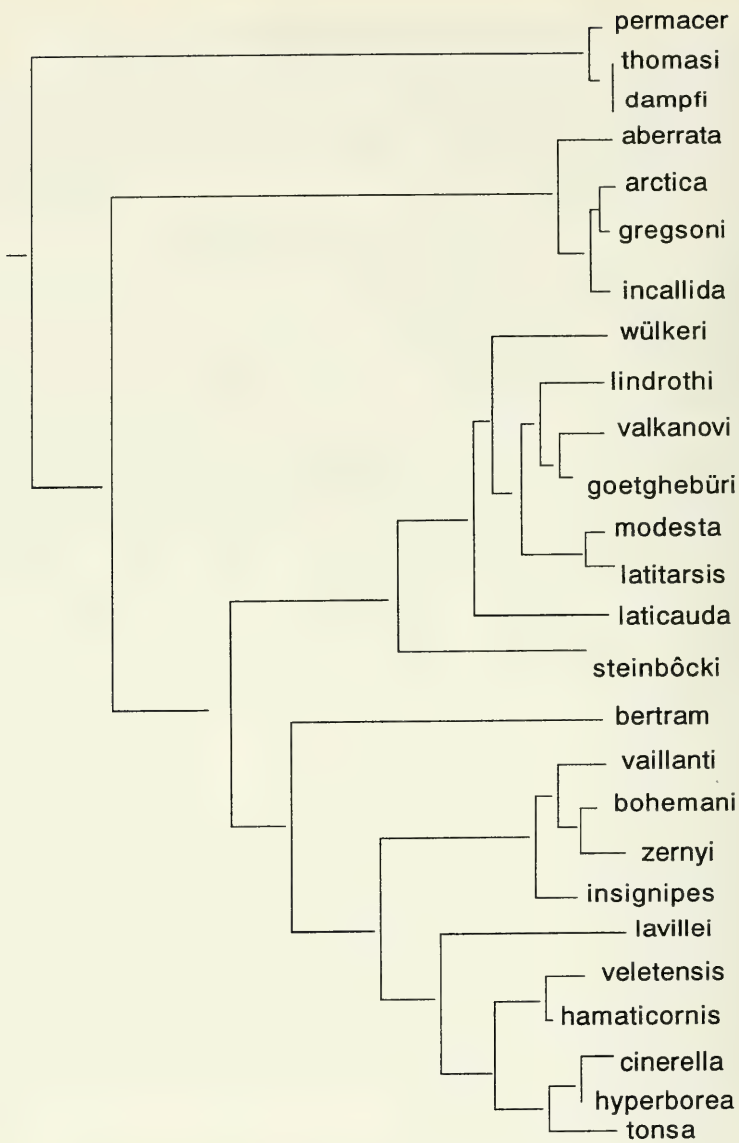 permacer
thomasi
dampfi
aberrata
arctica
gregsoni
incallida
wülkeri
lindrothi
valkanovi
goetghebüri
modesta
latitarsis
laticauda
steinbôcki
bertram
vaillanti
bohemani
zernyi
insignipes
lavillei
veletensis
hamaticornis
cinerella
hyperborea
tonsa